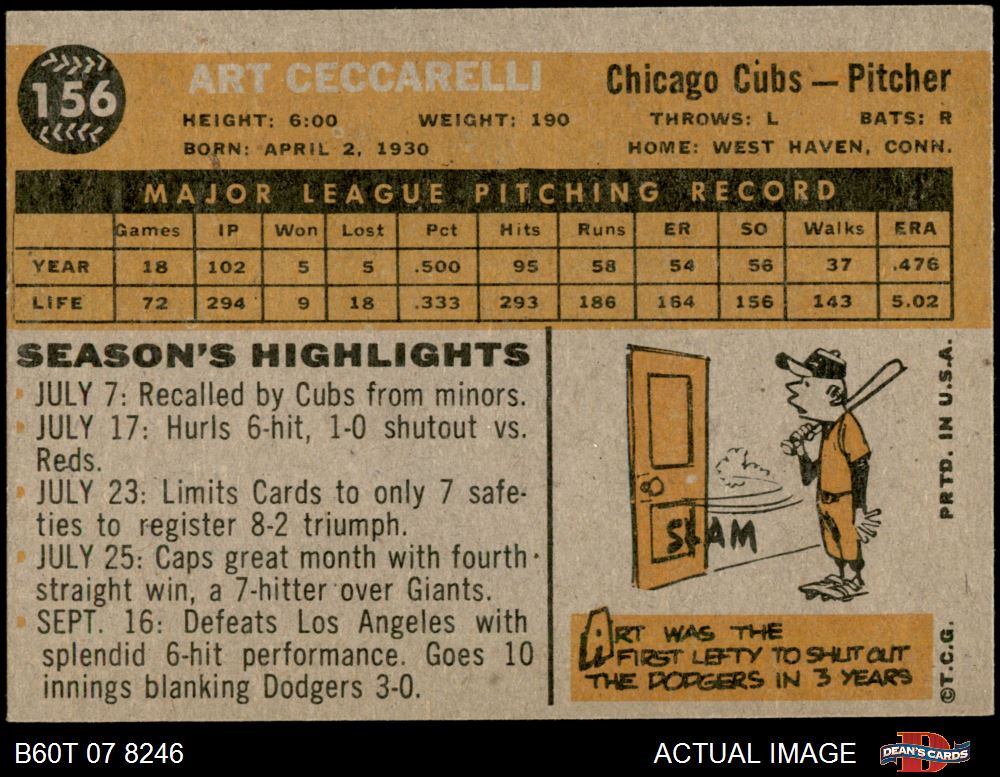 156
ART CECCARELLI
Chicago Cubs — Pitcher
HEIGHT: 6:00 WEIGHT: 190 THROWS: L BATS: R
BORN: APRIL 2, 1930 HOME: WEST HAVEN, CONN.
MAJOR LEAGUE PITCHING RECORD
Games IP Won Lost Pct Hits Runs ER SO Walks ERA
YEAR 18 102 5 5 .500 95 58 54 56 37 .476
LIFE 72 294 9 18 .333 293 186 164 156 143 5.02
SEASON'S HIGHLIGHTS
JULY 7: Recalled by Cubs from minors.
JULY 17: Hurls 6-hit, 1-0 shutout vs.
Reds.
JULY 23: Limits Cards to only 7 safe-
ties to register 8-2 triumph.
JULY 25: Caps great month with fourth
straight win, a 7-hitter over Giants.
SEPT. 16: Defeats Los Angeles with
splendid 6-hit performance. Goes 10
innings blanking Dodgers 3-0.
SLAM
ART WAS THE
FIRST LEFTY TO SHUT OUT
THE DODGERS IN 3 YEARS
©T.C.G. PRTD. IN U.S.A.
B60T 07 8246
ACTUAL IMAGE
DEAN'S CARDS